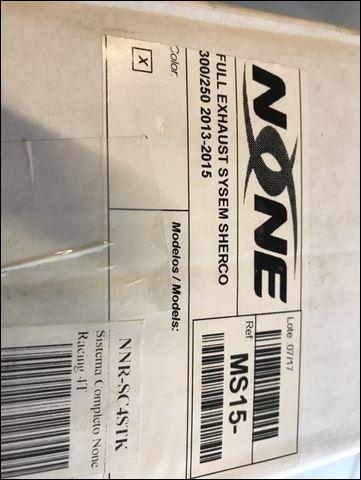 NONE
Lote 07/17
FULL EXHAUST SYSEM SHERCO
300/250 2013-2015
Ref:
MS15-
Color:
X
Modelos / Models:
NNR-SC4STK
Sistema Completo None
Racing 4T